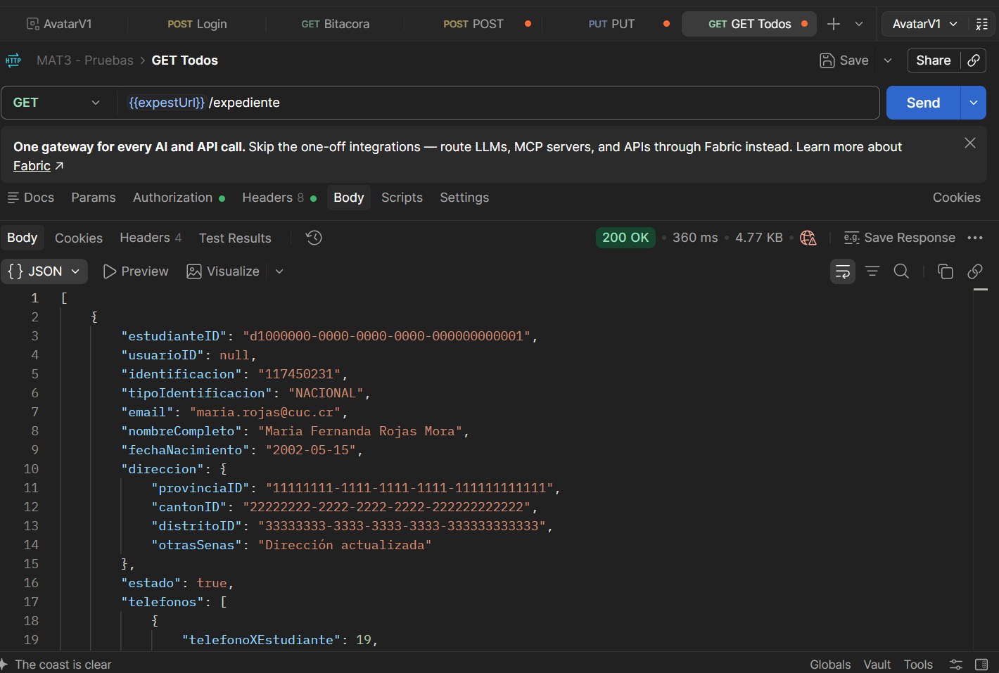 AvatarV1 POST Login GET Bitacora POST POST PUT PUT GET GET Todos AvatarV1
HTTP MAT3 - Pruebas > GET Todos Save Share
GET {{expestUrl}} /expediente Send
One gateway for every AI and API call. Skip the one-off integrations — route LLMs, MCP servers, and APIs through Fabric instead. Learn more about
Fabric ↗
Docs Params Authorization Headers 8 Body Scripts Settings Cookies
Body Cookies Headers 4 Test Results 200 OK • 360 ms • 4.77 KB • e.g. Save Response •••
{} JSON Preview Visualize
1 [
2 {
3 "estudianteID": "d1000000-0000-0000-0000-000000000001",
4 "usuarioID": null,
5 "identificacion": "117450231",
6 "tipoIdentificacion": "NACIONAL",
7 "email": "maria.rojas@cuc.cr",
8 "nombreCompleto": "Maria Fernanda Rojas Mora",
9 "fechaNacimiento": "2002-05-15",
10 "direccion": {
11 "provinciaID": "11111111-1111-1111-1111-111111111111",
12 "cantonID": "22222222-2222-2222-2222-222222222222",
13 "distritoID": "33333333-3333-3333-3333-333333333333",
14 "otrasSenas": "Dirección actualizada"
15 },
16 "estado": true,
17 "telefonos": [
18 {
19 "telefonoXEstudiante": 19,
The coast is clear Globals Vault Tools